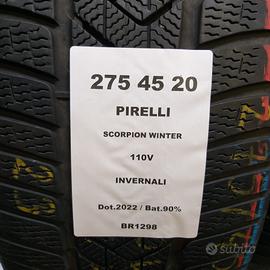 275 45 20
PIRELLI
SCORPION WINTER
110V
INVERNALI
Dot.2022 / Bat.90%
BR1298
subito